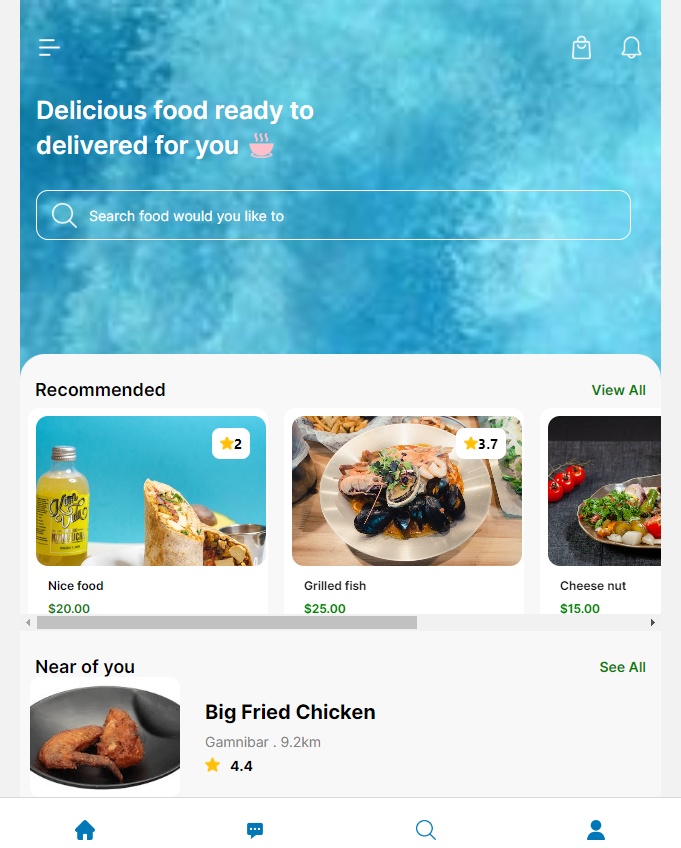 Delicious food ready to
delivered for you
Search food would you like to
Recommended
View All
2
3.7
Nice food
Grilled fish
Cheese nut
$20.00
$25.00
$15.00
Near of you
See All
Big Fried Chicken
Gamnibar . 9.2km
4.4